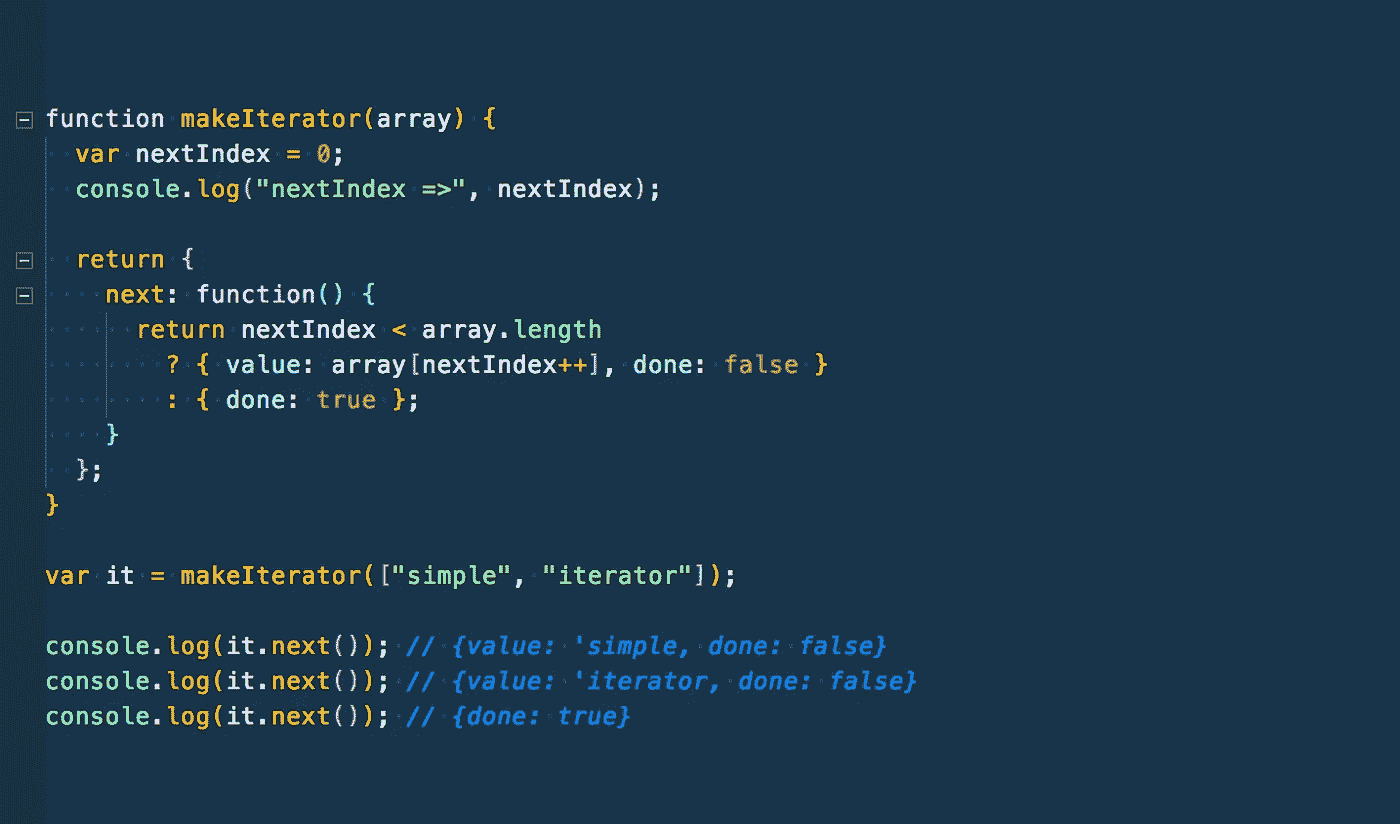 function makeIterator(array) {
  var nextIndex = 0;
  console.log("nextIndex =>", nextIndex);
  return {
    next: function() {
      return nextIndex < array.length
        ? { value: array[nextIndex++], done: false }
        : { done: true };
    }
  };
}
var it = makeIterator(["simple", "iterator"]);
console.log(it.next()); // {value: 'simple, done: false}
console.log(it.next()); // {value: 'iterator, done: false}
console.log(it.next()); // {done: true}